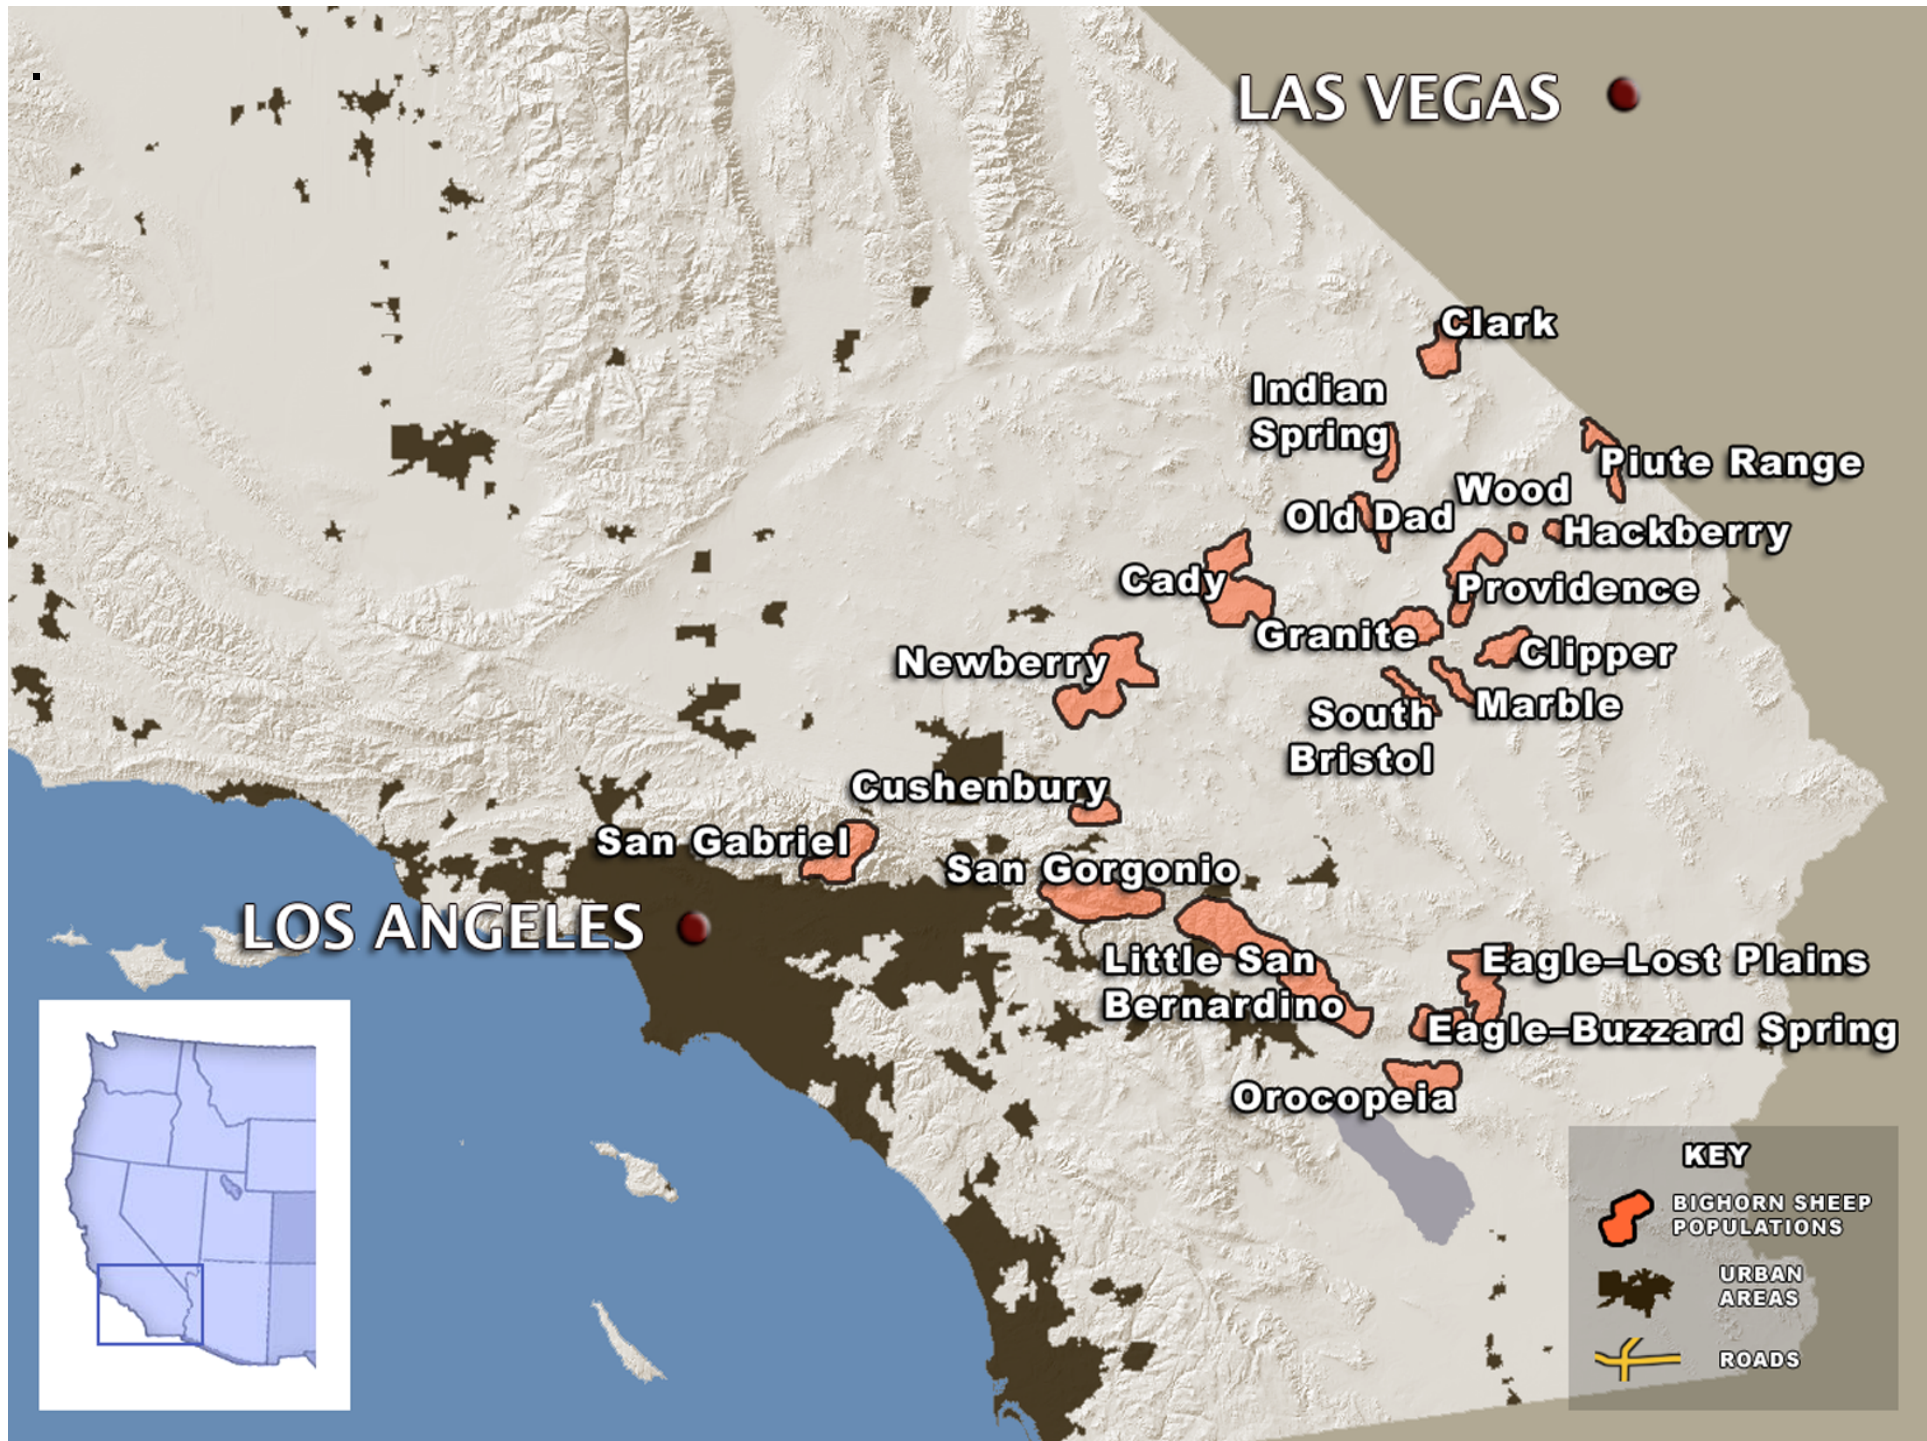 LAS VEGAS
Clark
Indian
Spring
Piute Range
Wood
Old Dad
Hackberry
Cady
Providence
Granite
Clipper
Newberry
Marble
South
Bristol
Cushenbury
San Gabriel
San Gorgonio
LOS ANGELES
Little San
Bernardino
Eagle–Lost Plains
Eagle–Buzzard Spring
Orocopeia
KEY
BIGHORN SHEEP
POPULATIONS
URBAN
AREAS
ROADS